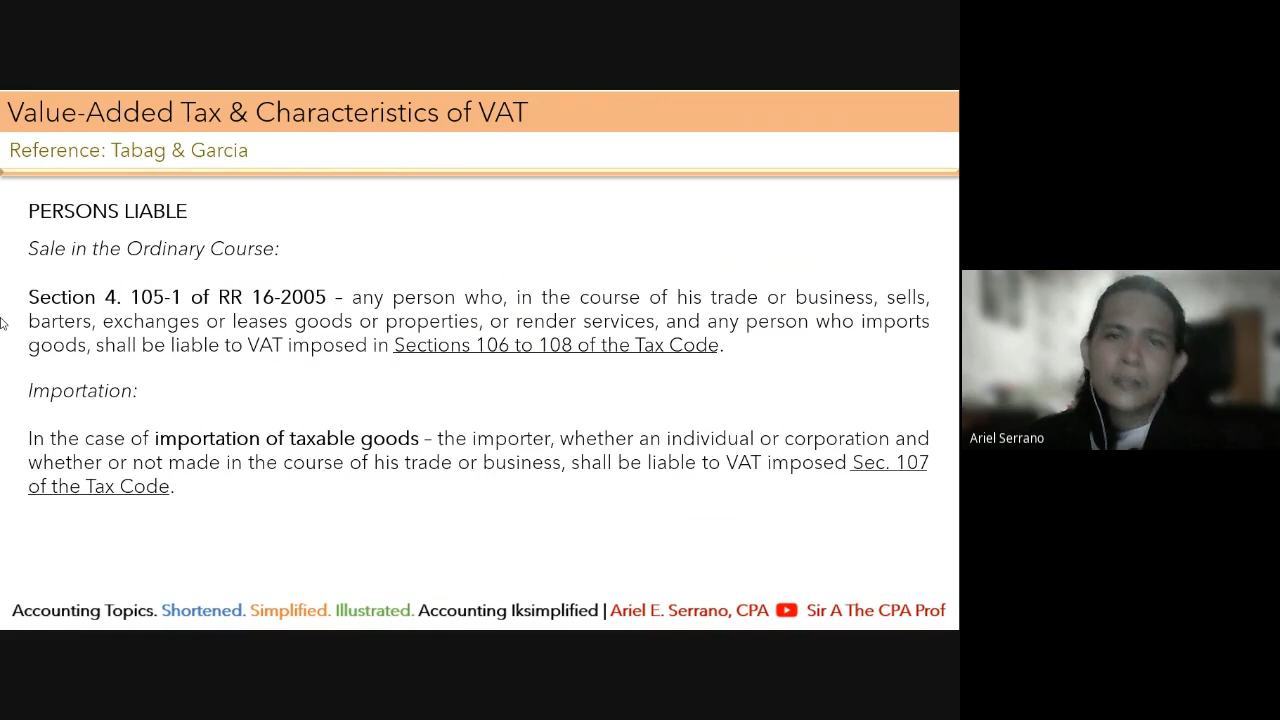 Value-Added Tax & Characteristics of VAT
Reference: Tabag & Garcia
PERSONS LIABLE
Sale in the Ordinary Course:
Section 4. 105-1 of RR 16-2005 – any person who, in the course of his trade or business, sells,
barters, exchanges or leases goods or properties, or render services, and any person who imports
goods, shall be liable to VAT imposed in Sections 106 to 108 of the Tax Code.
Importation:
In the case of importation of taxable goods – the importer, whether an individual or corporation and
whether or not made in the course of his trade or business, shall be liable to VAT imposed Sec. 107
of the Tax Code.
Accounting Topics. Shortened. Simplified. Illustrated. Accounting Iksimplified | Ariel E. Serrano, CPA Sir A The CPA Prof
Ariel Serrano